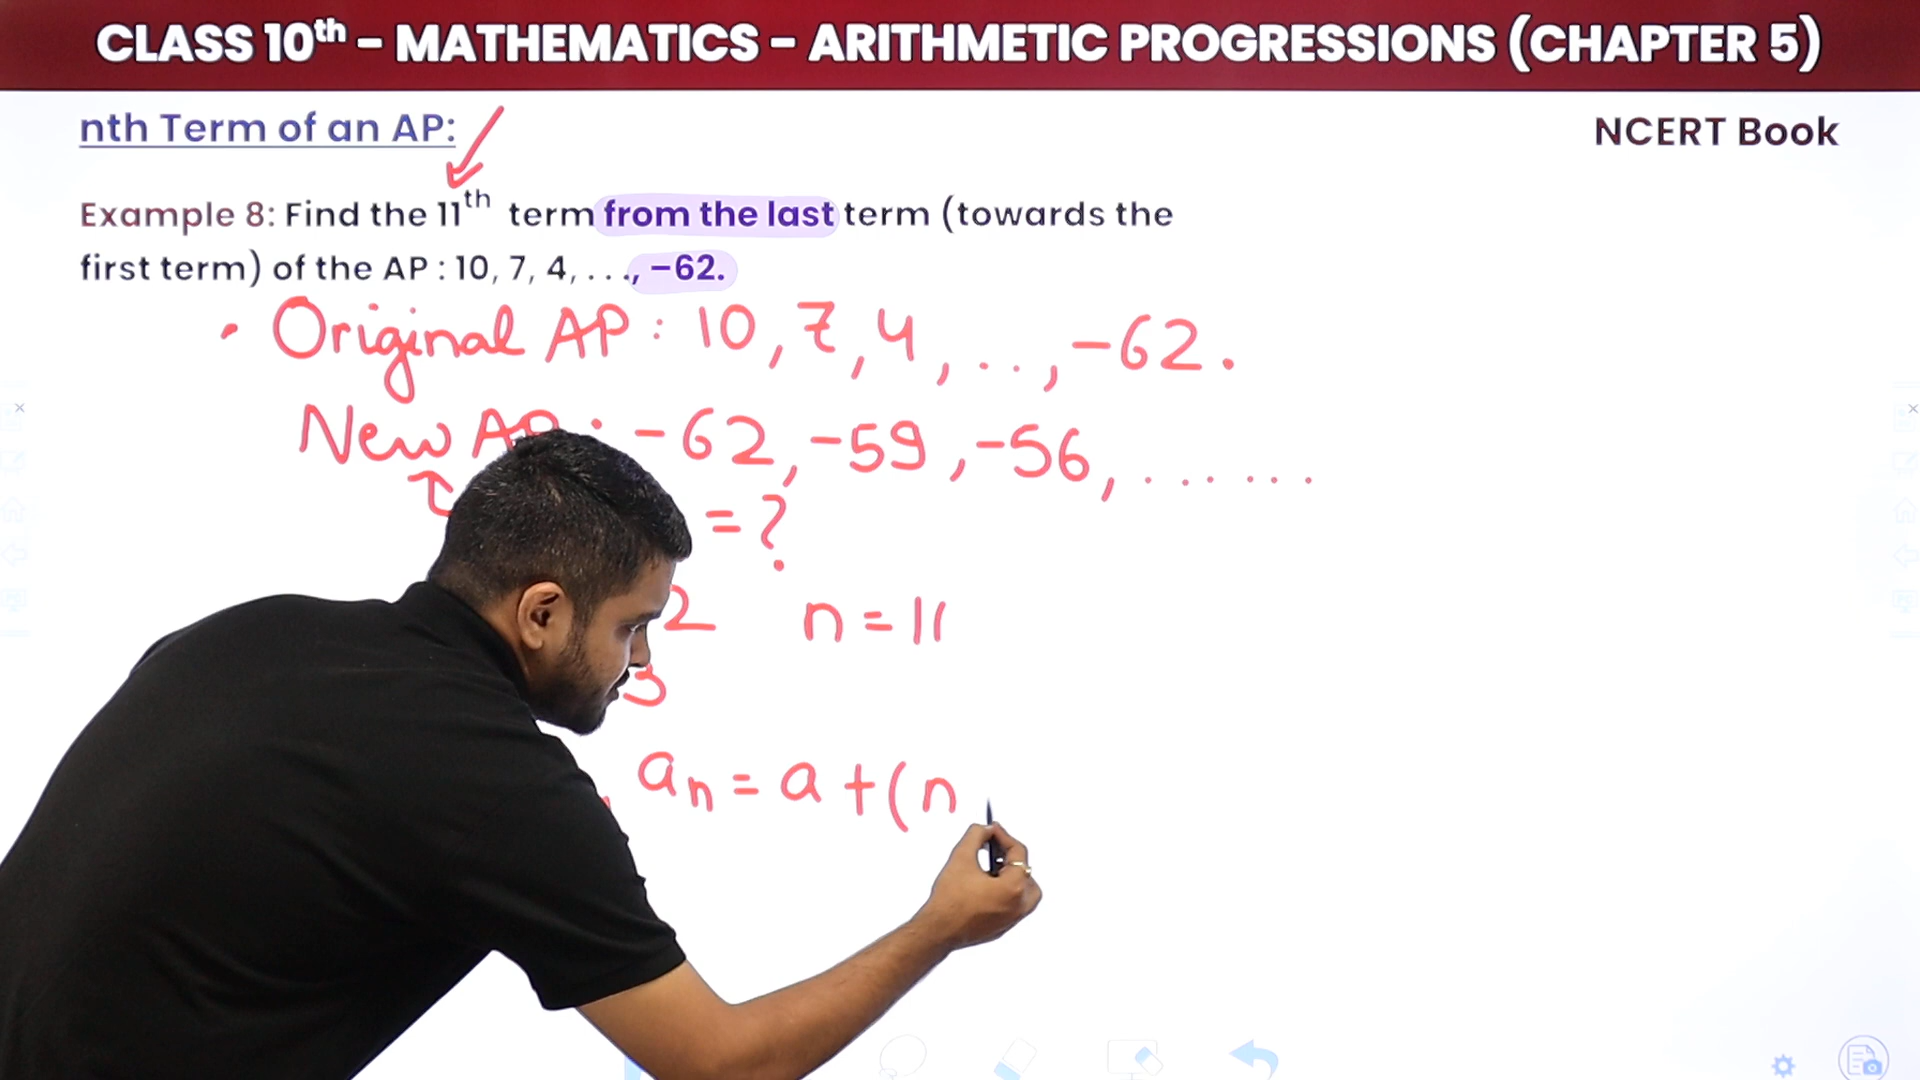 CLASS 10th – MATHEMATICS – ARITHMETIC PROGRESSIONS (CHAPTER 5)
nth Term of an AP:
NCERT Book
Example 8: Find the 11th term from the last term (towards the
first term) of the AP : 10, 7, 4, . . ., –62.
• Original AP : 10, 7, 4, .., -62.
New AP : -62, -59, -56, ......
= ?
2 n = 11
3
an = a + (n